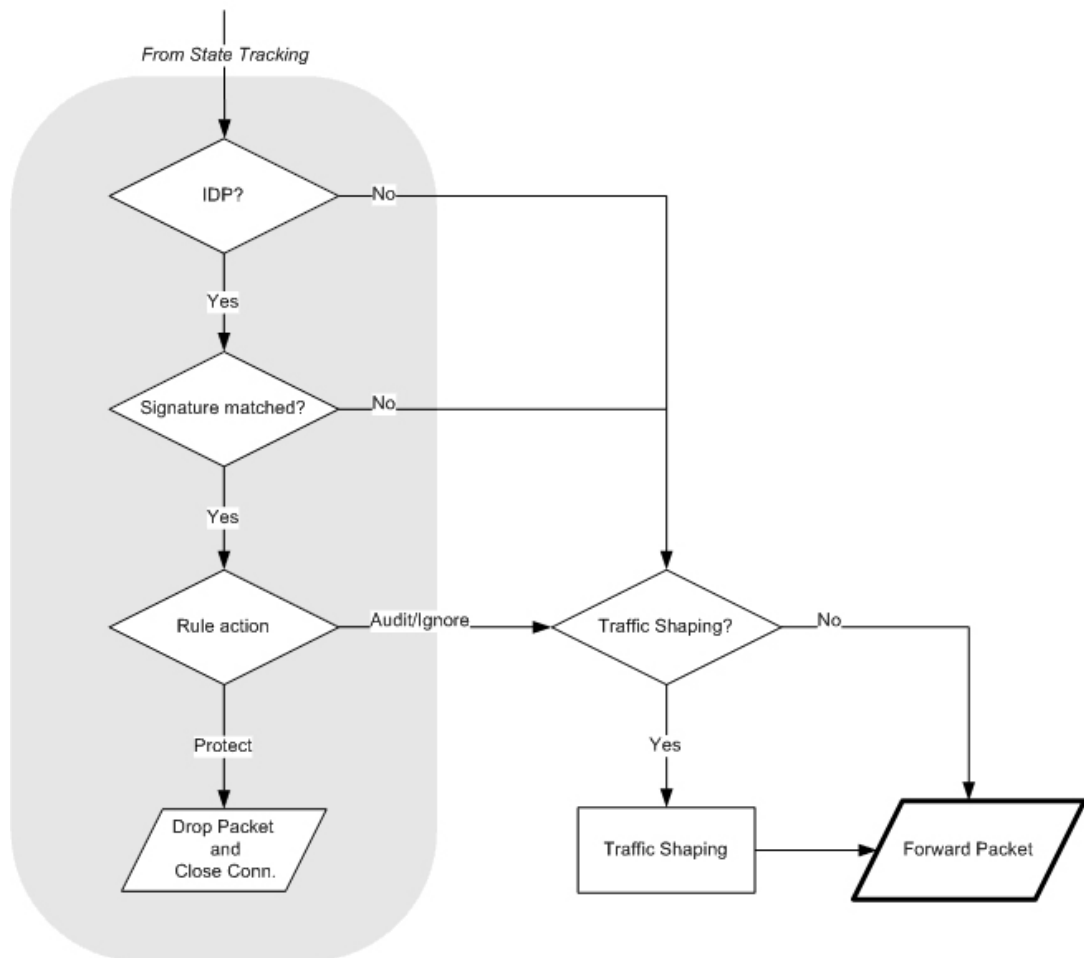 From State Tracking
IDP?
No
Yes
Signature matched?
No
Yes
Rule action
Audit/Ignore
Traffic Shaping?
No
Protect
Yes
Drop Packet
and
Close Conn.
Traffic Shaping
Forward Packet